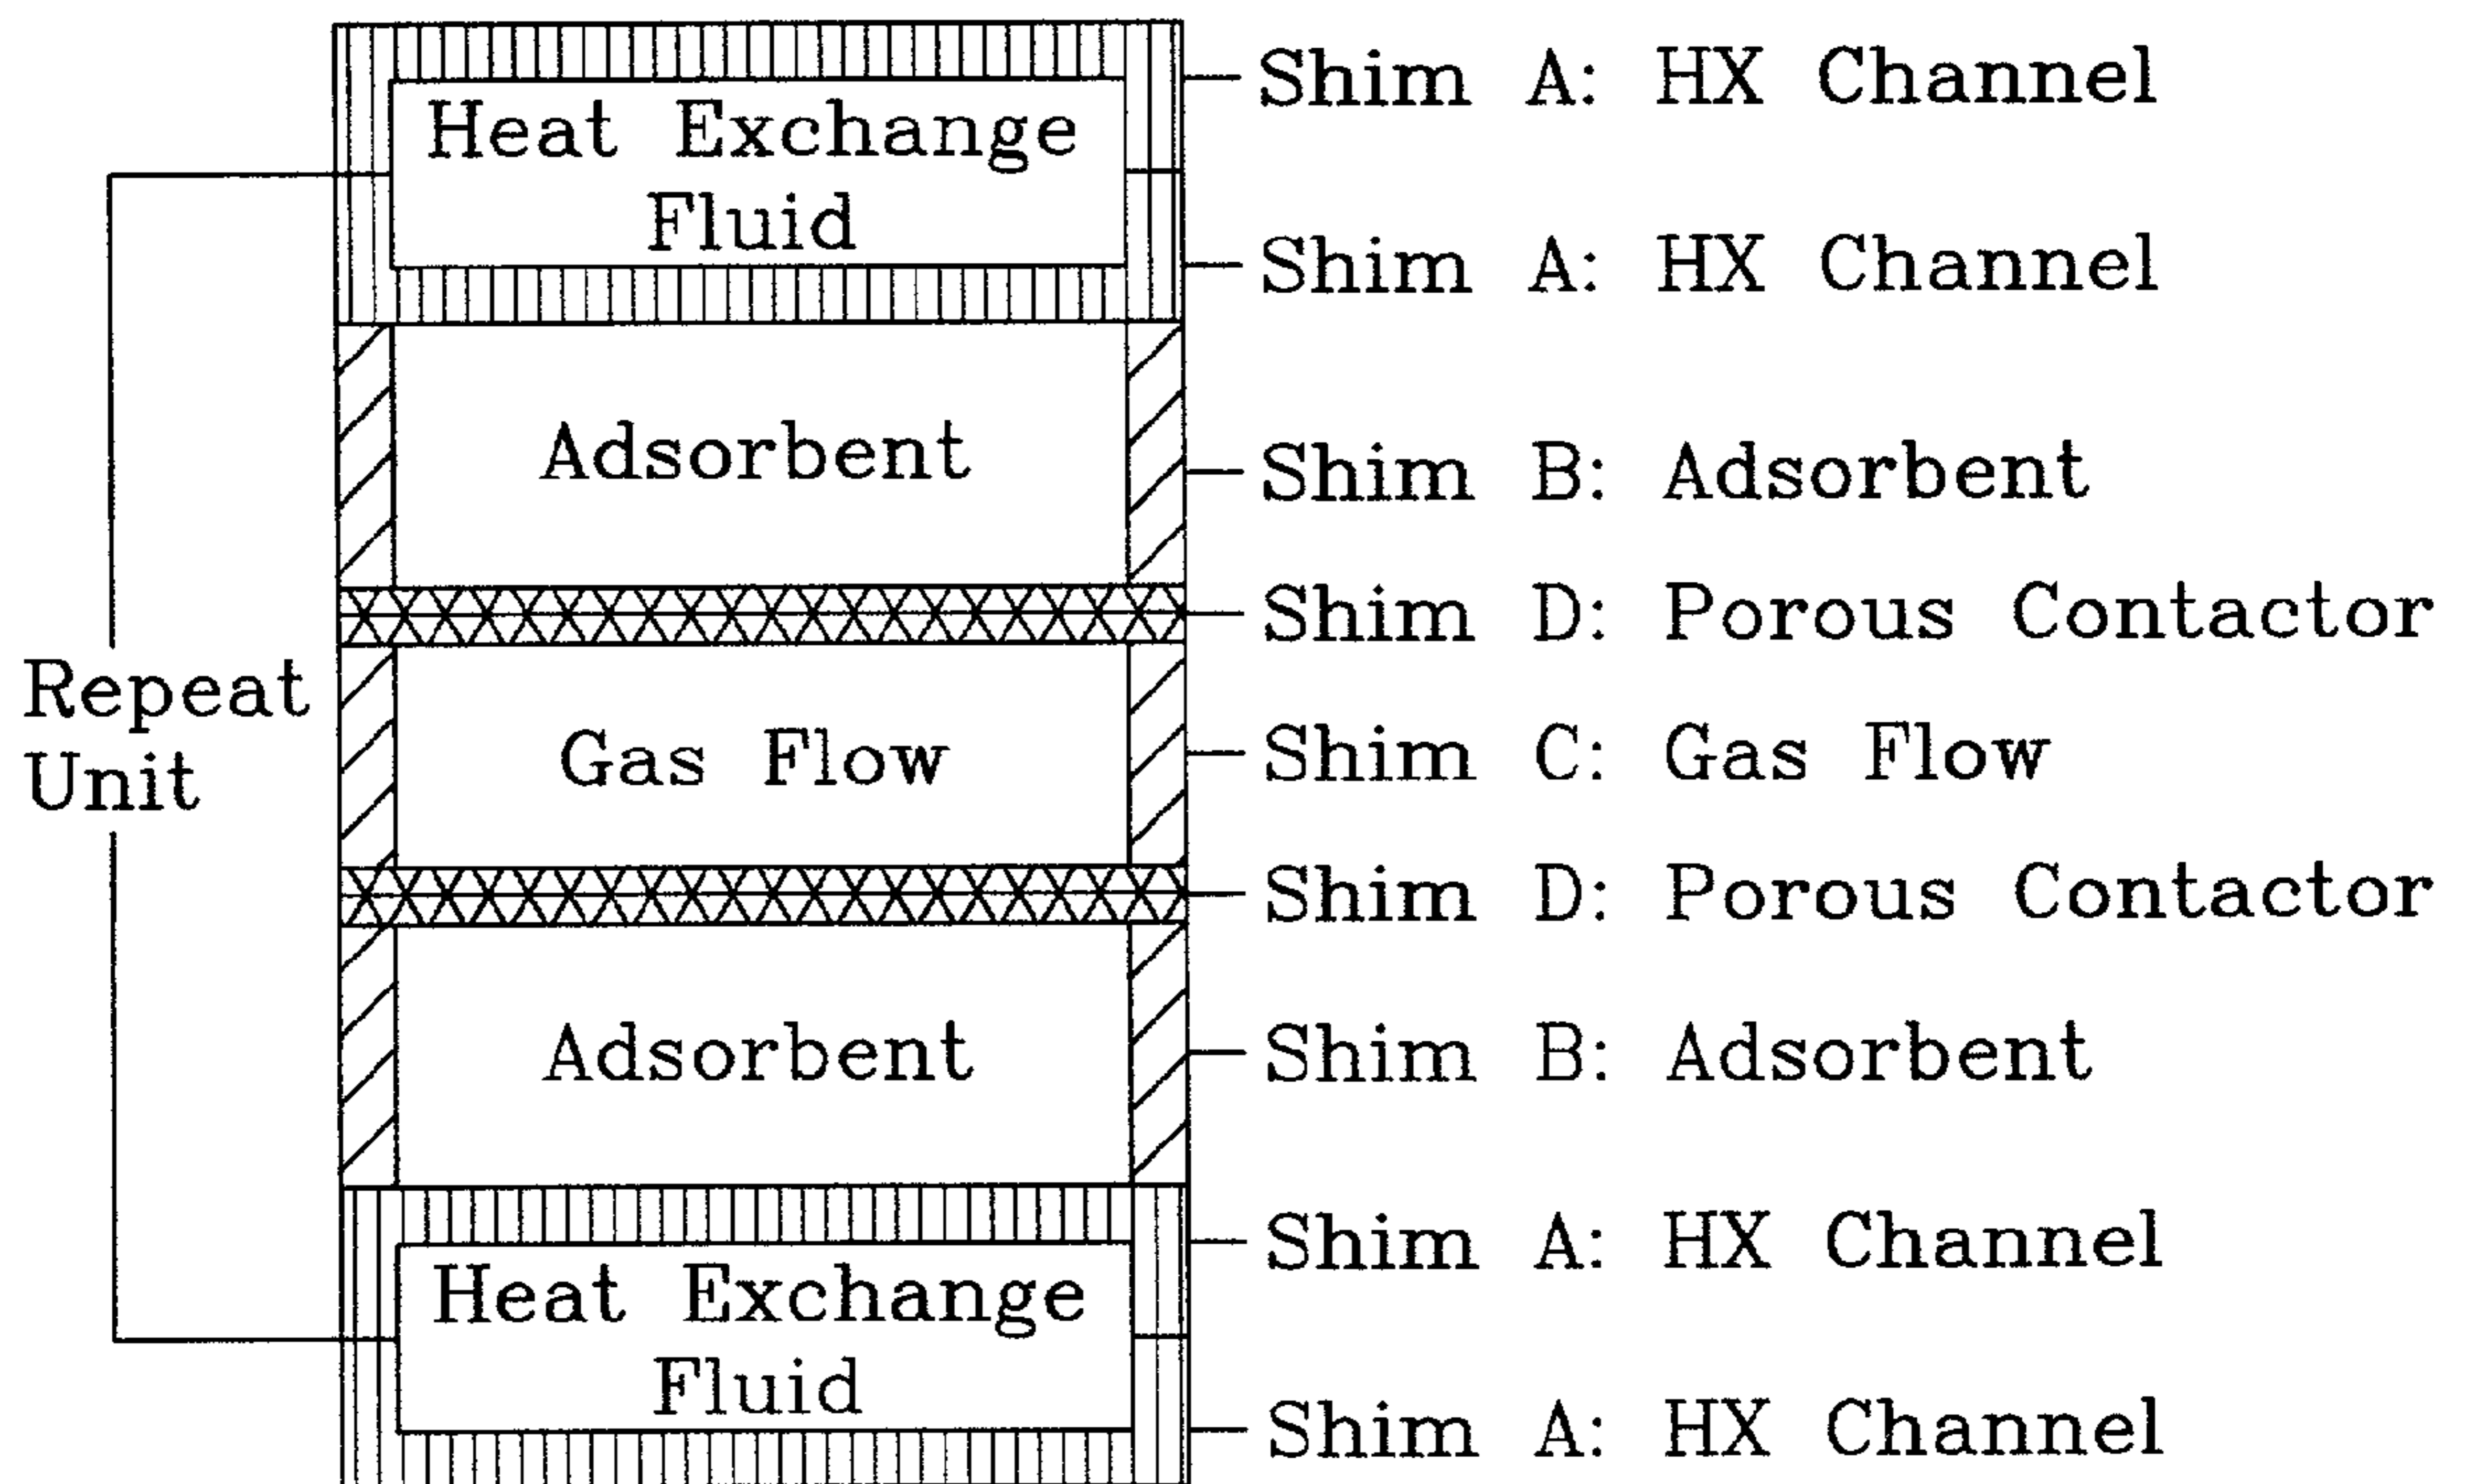 Shim A: HX Channel
Heat Exchange
Fluid
Shim A: HX Channel
Adsorbent
Shim B: Adsorbent
Shim D: Porous Contactor
Repeat
Unit
Gas Flow
Shim C: Gas Flow
Shim D: Porous Contactor
Adsorbent
Shim B: Adsorbent
Shim A: HX Channel
Heat Exchange
Fluid
Shim A: HX Channel